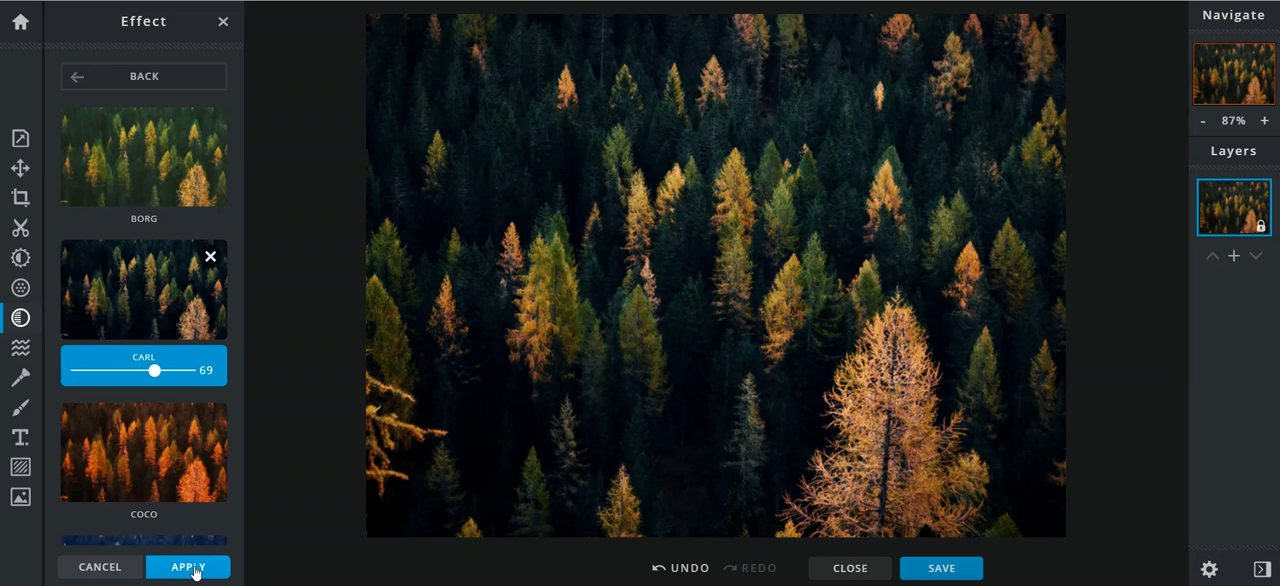 Effect
BACK
BORG
CARL
69
COCO
CANCEL
APPLY
UNDO
REDO
CLOSE
SAVE
Navigate
- 87% +
Layers